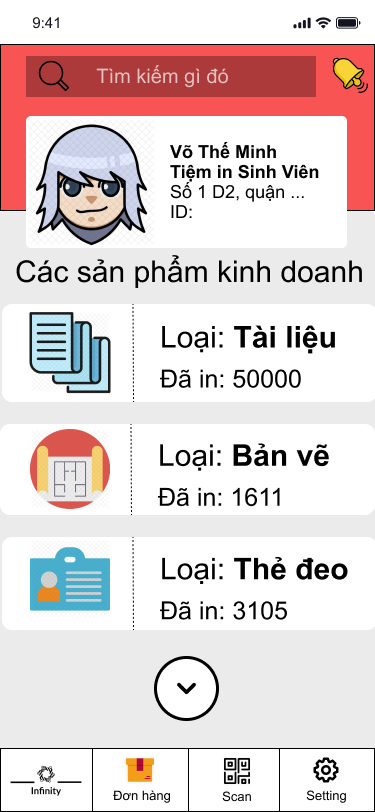 9:41
Tìm kiếm gì đó
Võ Thế Minh
Tiệm in Sinh Viên
Số 1 D2, quận ...
ID:
Các sản phẩm kinh doanh
Loại: Tài liệu
Đã in: 50000
Loại: Bản vẽ
Đã in: 1611
Loại: Thẻ đeo
Đã in: 3105
Infinity
Đơn hàng
Scan
Setting